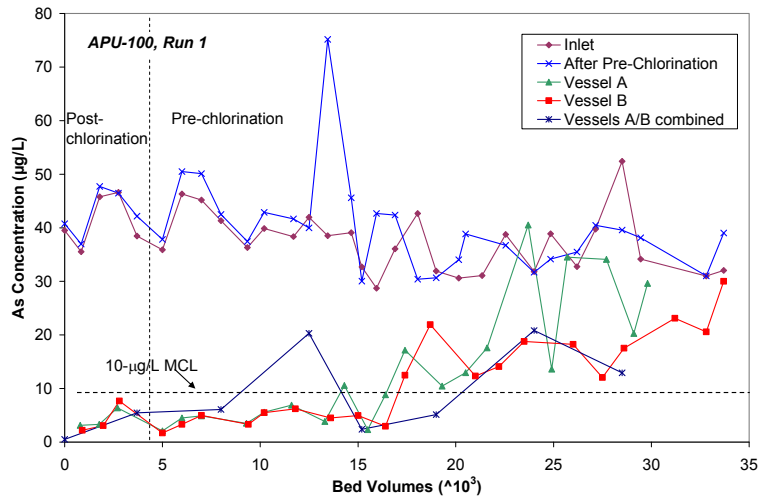 80
70
60
50
40
30
20
10
0
As Concentration (µg/L)
APU-100, Run 1
Post-
chlorination
Pre-chlorination
Inlet
After Pre-Chlorination
Vessel A
Vessel B
Vessels A/B combined
10-µg/L MCL
0 5 10 15 20 25 30 35
Bed Volumes (^10³)